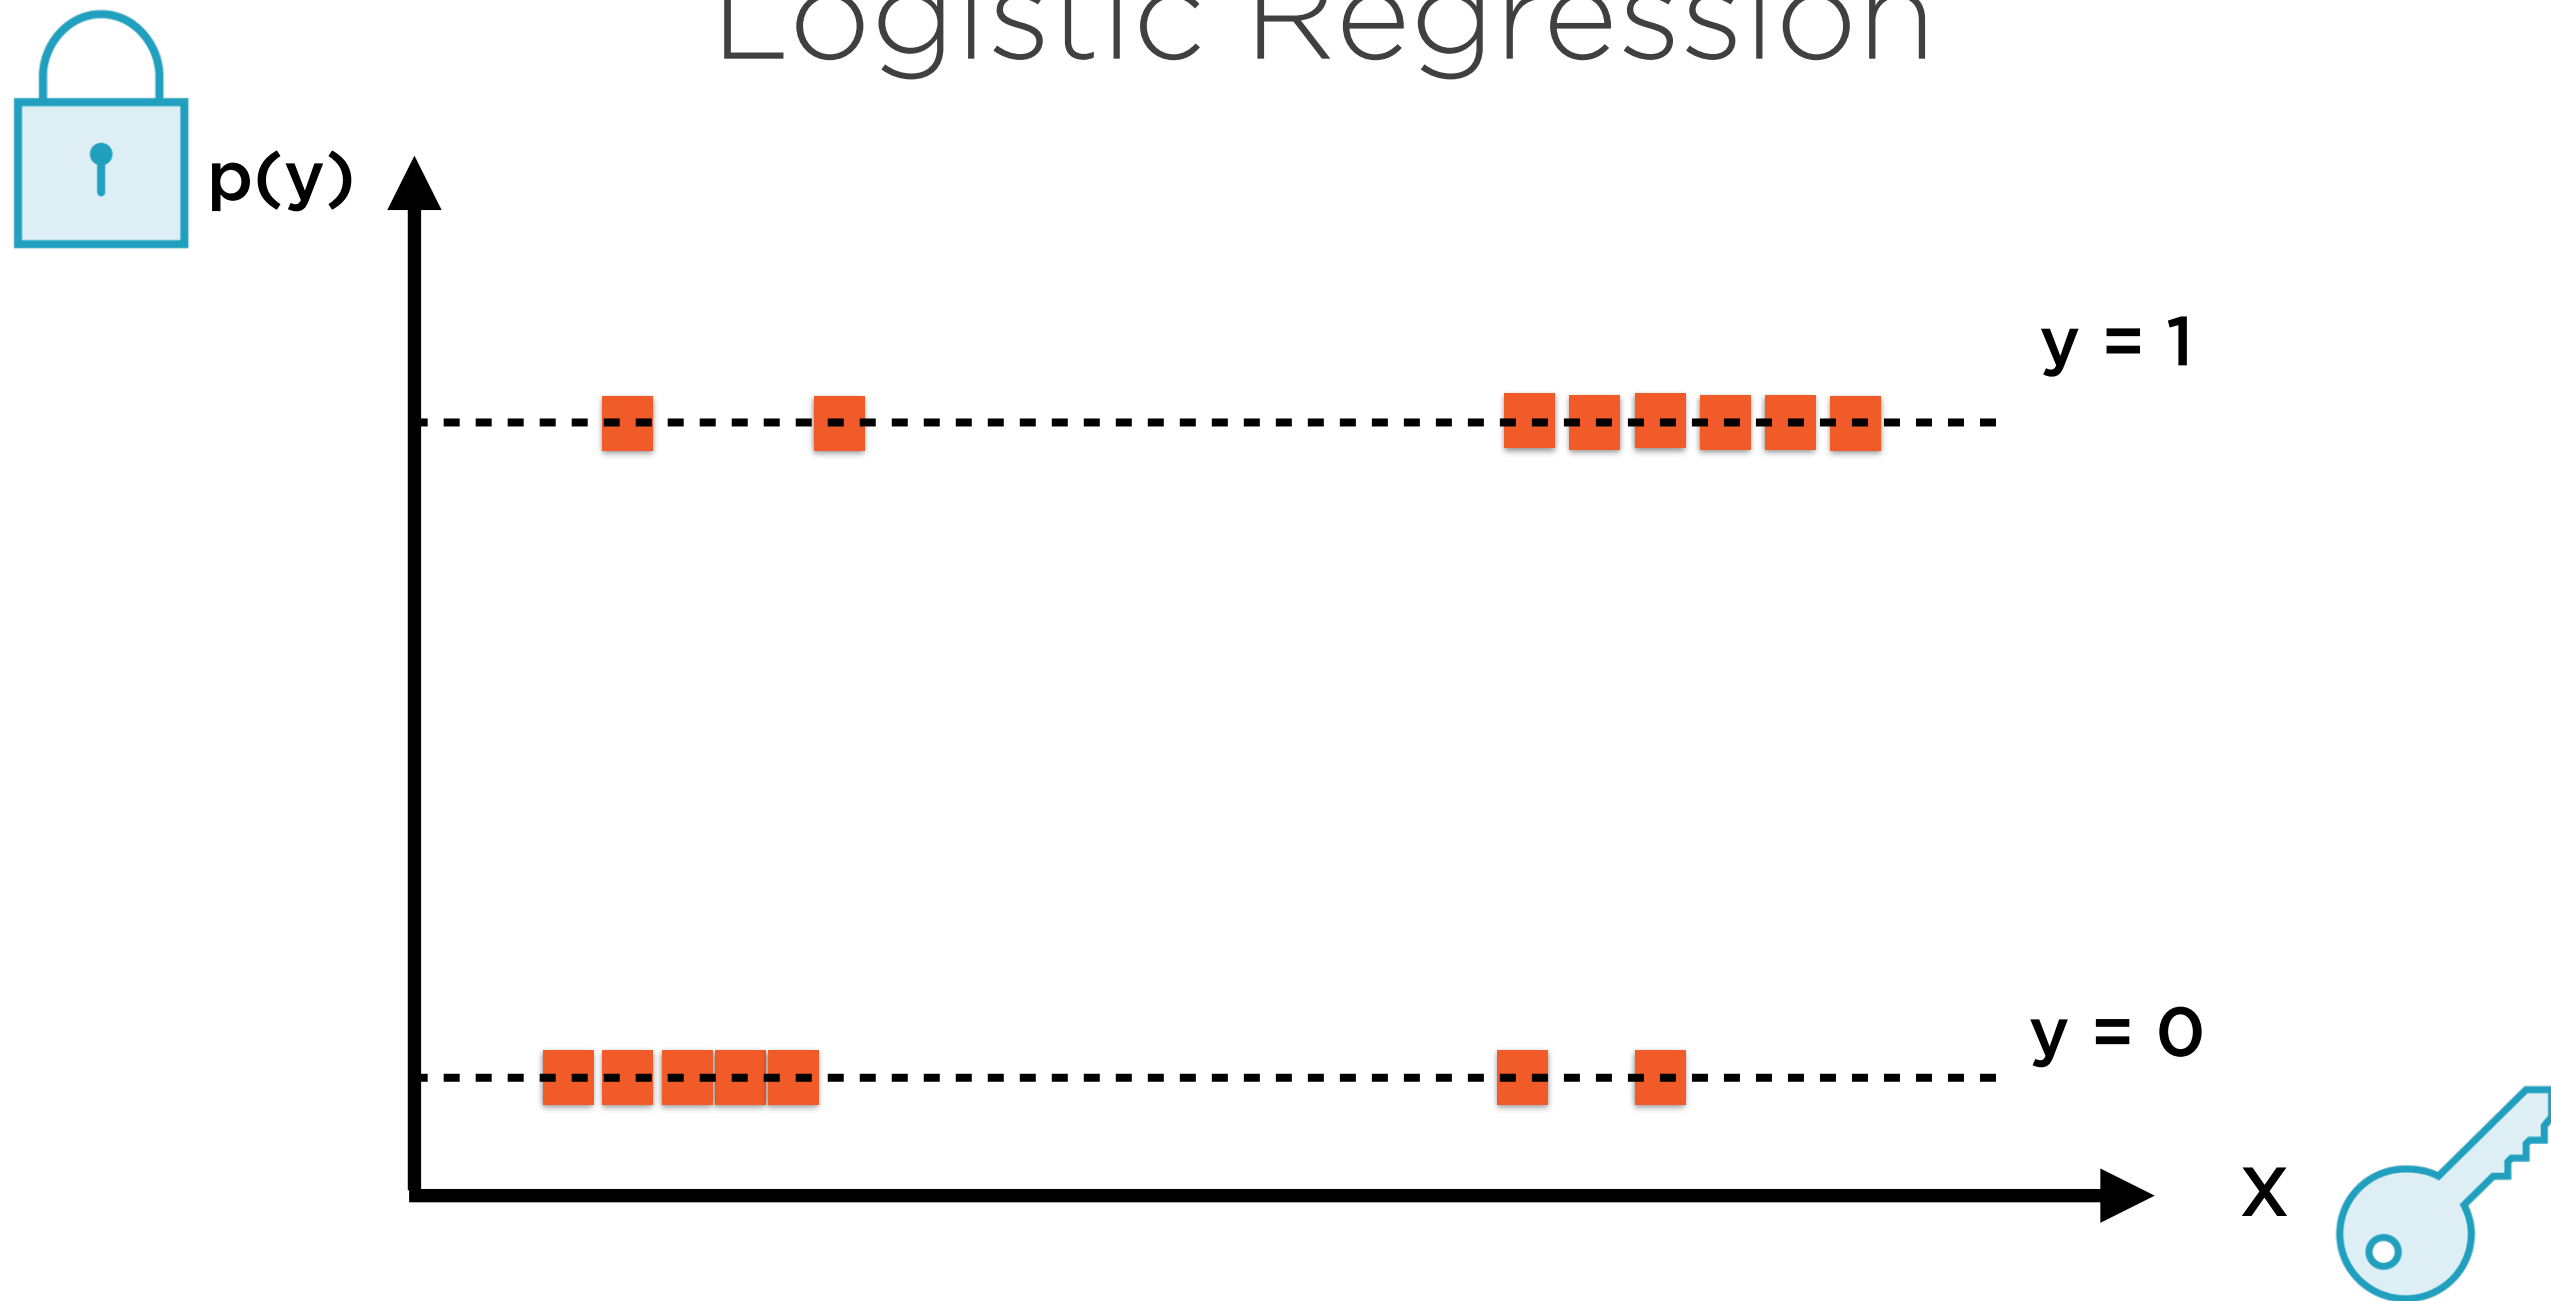 Logistic Regression
p(y)
y = 1
y = 0
X